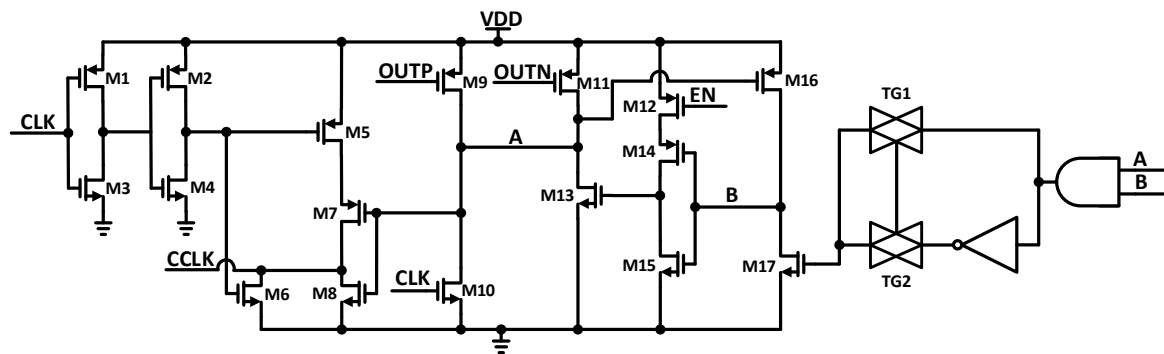 VDD
M1
M2
OUTP
M9
OUTN
M11
M16
M12
EN
TG1
CLK
M5
A
M14
A
B
M3
M4
M13
B
M7
CCLK
CLK
M15
M17
M6
M8
M10
TG2